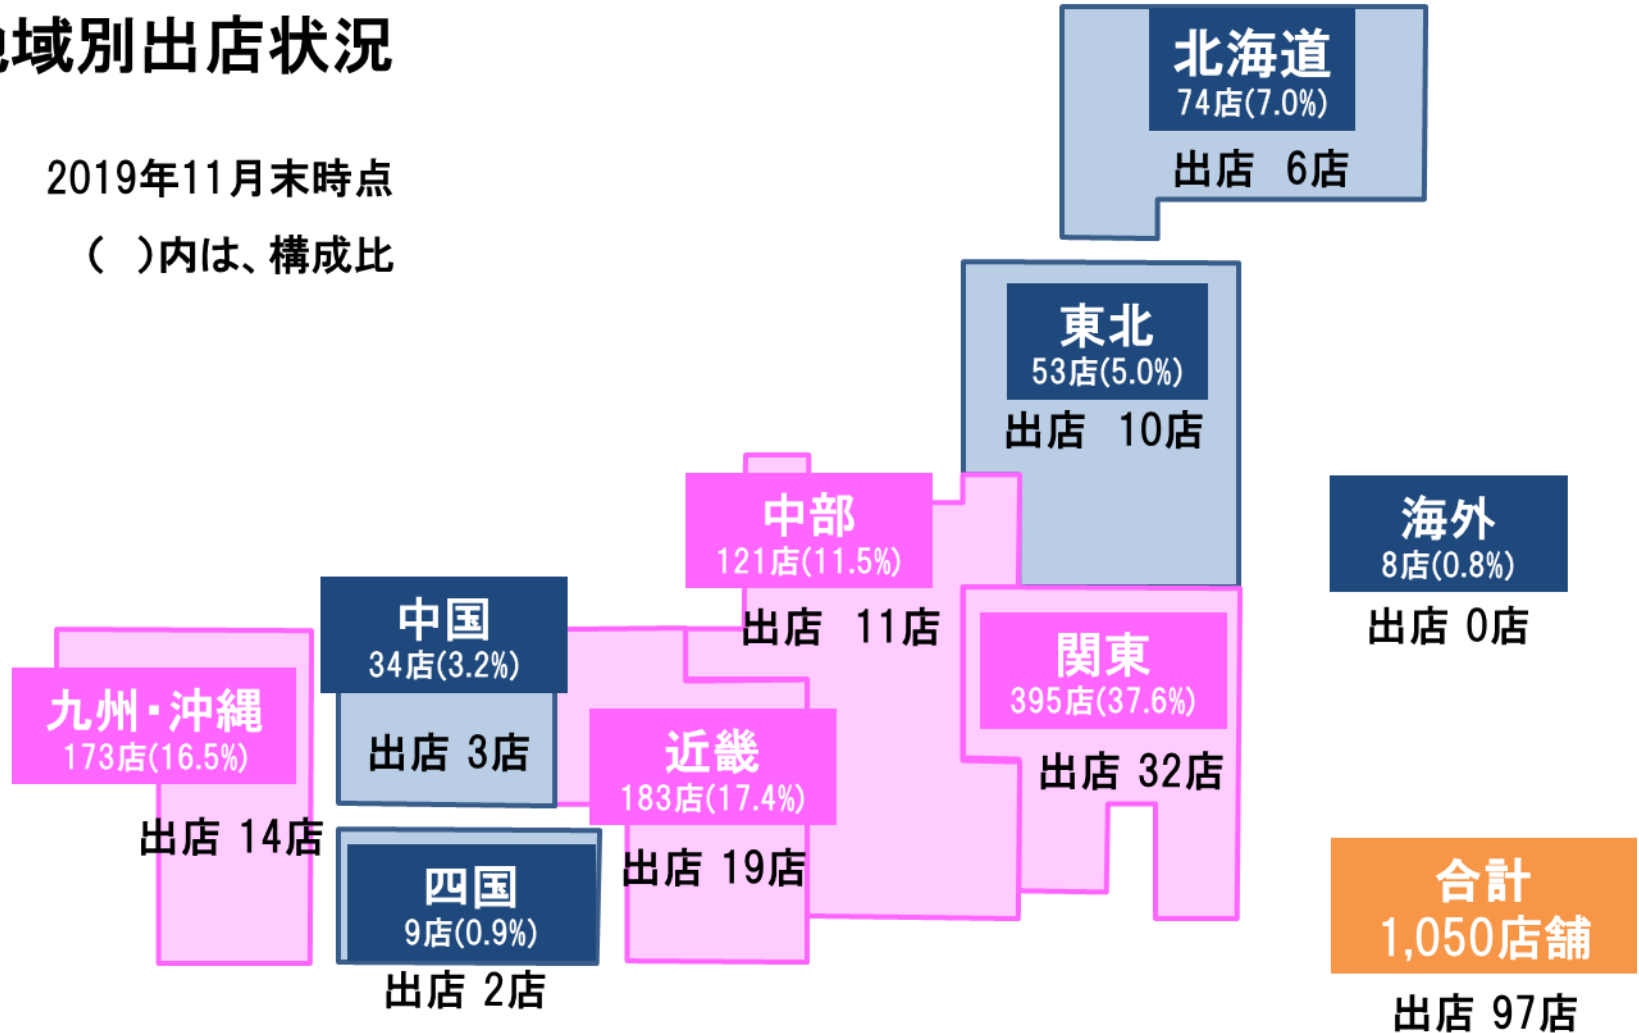 域別出店状況
2019年11月末時点
( )内は、構成比
北海道
74店(7.0%)
出店 6店
東北
53店(5.0%)
出店 10店
中部
121店(11.5%)
出店 11店
海外
8店(0.8%)
出店 0店
中国
34店(3.2%)
出店 3店
関東
395店(37.6%)
出店 32店
九州・沖縄
173店(16.5%)
出店 14店
近畿
183店(17.4%)
出店 19店
四国
9店(0.9%)
出店 2店
合計
1,050店舗
出店 97店